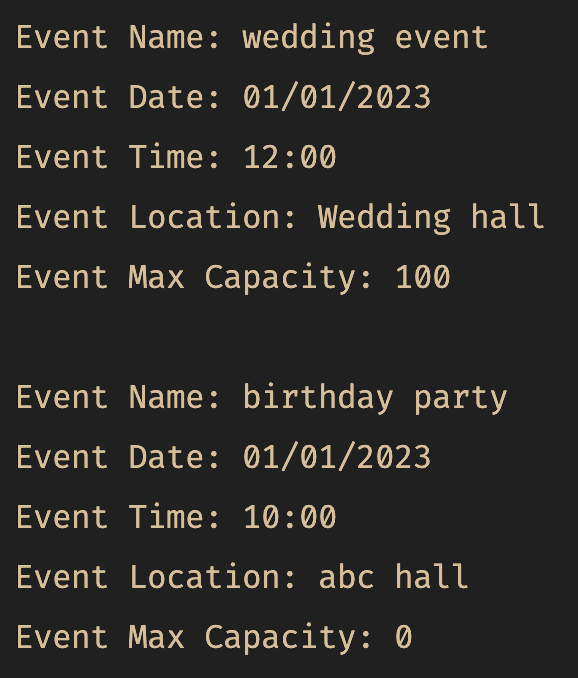 Event Name: wedding event
Event Date: 01/01/2023
Event Time: 12:00
Event Location: Wedding hall
Event Max Capacity: 100
Event Name: birthday party
Event Date: 01/01/2023
Event Time: 10:00
Event Location: abc hall
Event Max Capacity: 0